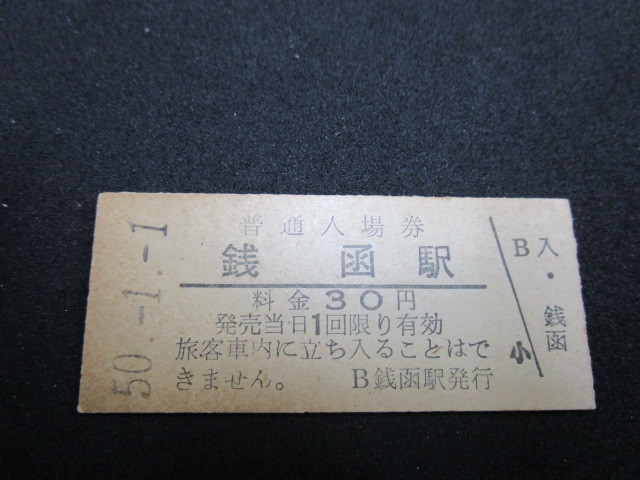 50.-1.-1
普通入場券
銭函駅
料金30円
発売当日1回限り有効
旅客車内に立ち入ることはで
きません。 B銭函駅発行
B入・銭函
小